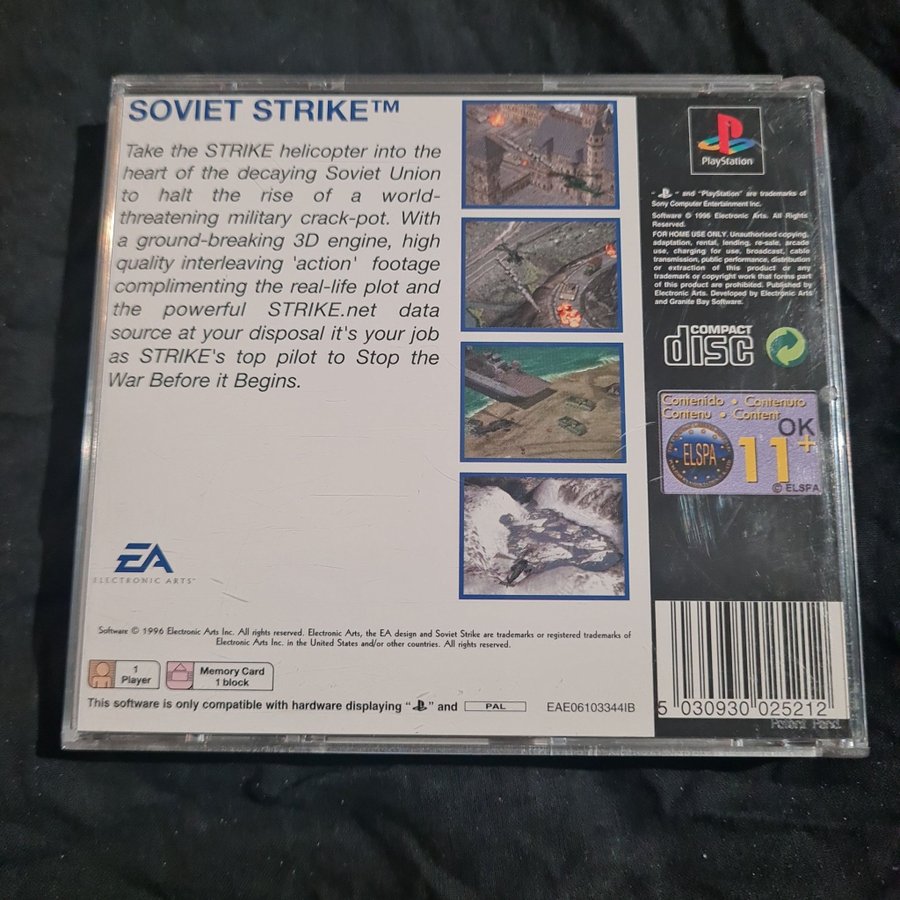 SOVIET STRIKE™
Take the STRIKE helicopter into the
heart of the decaying Soviet Union
to halt the rise of a world-
threatening military crack-pot. With
a ground-breaking 3D engine, high
quality interleaving 'action' footage
complimenting the real-life plot and
the powerful STRIKE.net data
source at your disposal it's your job
as STRIKE's top pilot to Stop the
War Before it Begins.
EA
ELECTRONIC ARTS™
Software © 1996 Electronic Arts Inc. All rights reserved. Electronic Arts, the EA design and Soviet Strike are trademarks or registered trademarks of
Electronic Arts Inc. in the United States and/or other countries. All rights reserved.
1
Player
Memory Card
1 block
This software is only compatible with hardware displaying " " and PAL
EAE06103344IB
PlayStation
" " and "PlayStation" are trademarks of
Sony Computer Entertainment Inc.
Software © 1996 Electronic Arts. All Rights
Reserved.
FOR HOME USE ONLY. Unauthorised copying,
adaptation, rental, lending, re-sale, arcade
use, charging for use, broadcast, cable
transmission, public performance, distribution
or extraction of this product or any
trademark or copyright work that forms part
of this product are prohibited. Published by
Electronic Arts. Developed by Electronic Arts
and Granite Bay Software.
COMPACT
disc
Contenido • Contenuto
Contenu • Content
OK
ELSPA
11+
© ELSPA
5 030930 025212
Patent Pend.